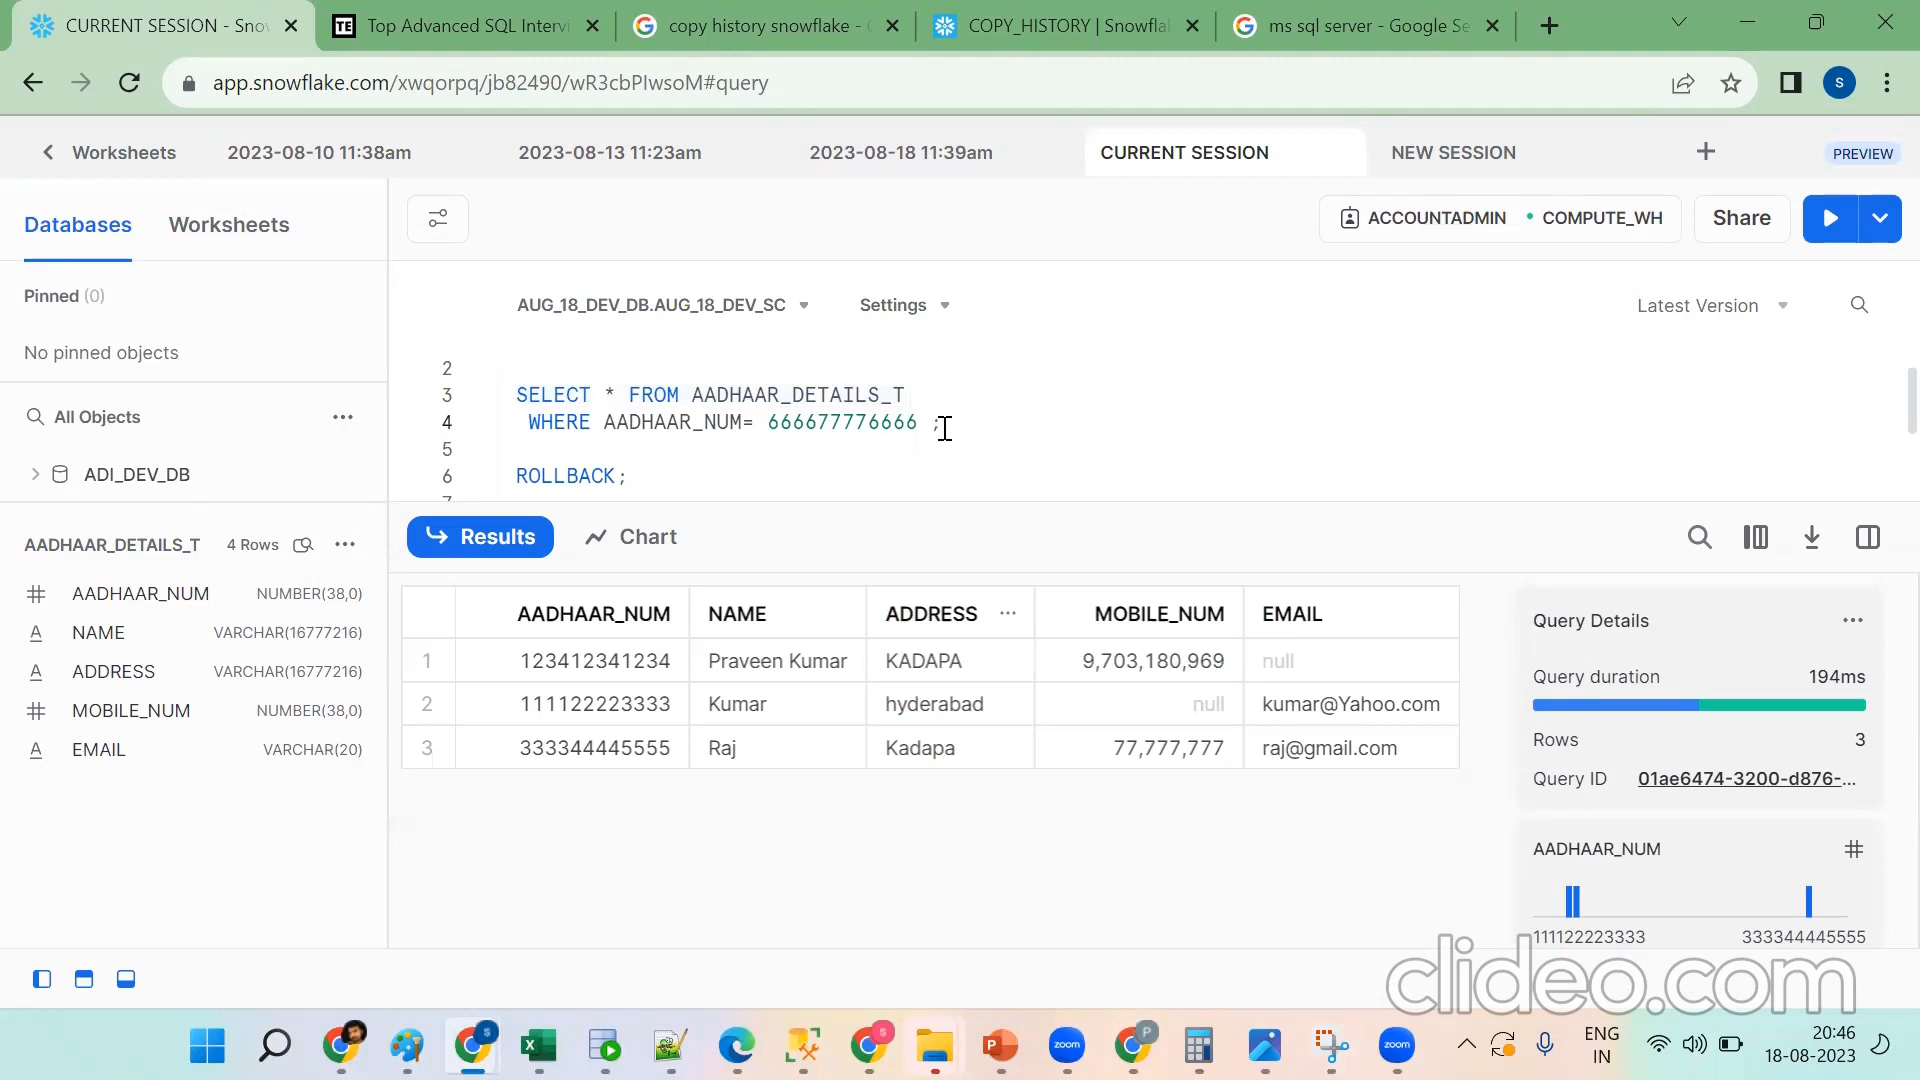 CURRENT SESSION - Snow
Top Advanced SQL Intervi
copy history snowflake - G
COPY_HISTORY | Snowflak
ms sql server - Google Se
app.snowflake.com/xwqorpq/jb82490/wR3cbPIwsoM#query
S
Worksheets
2023-08-10 11:38am
2023-08-13 11:23am
2023-08-18 11:39am
CURRENT SESSION
NEW SESSION
PREVIEW
Databases
Worksheets
ACCOUNTADMIN
COMPUTE_WH
Share
Pinned (0)
AUG_18_DEV_DB.AUG_18_DEV_SC
Settings
Latest Version
No pinned objects
All Objects
ADI_DEV_DB
2
3 SELECT * FROM AADHAAR_DETAILS_T
4 WHERE AADHAAR_NUM= 666677776666 ;
5
6 ROLLBACK;
AADHAAR_DETAILS_T 4 Rows
AADHAAR_NUM NUMBER(38,0)
NAME VARCHAR(16777216)
ADDRESS VARCHAR(16777216)
MOBILE_NUM NUMBER(38,0)
EMAIL VARCHAR(20)
Results
Chart
AADHAAR_NUM NAME ADDRESS MOBILE_NUM EMAIL
1 123412341234 Praveen Kumar KADAPA 9,703,180,969 null
2 111122223333 Kumar hyderabad null kumar@Yahoo.com
3 333344445555 Raj Kadapa 77,777,777 raj@gmail.com
Query Details
Query duration 194ms
Rows 3
Query ID 01ae6474-3200-d876-...
AADHAAR_NUM
111122223333 333344445555
clideo.com
TE
S
S
P
zoom
zoom
ENG
IN
20:46
18-08-2023